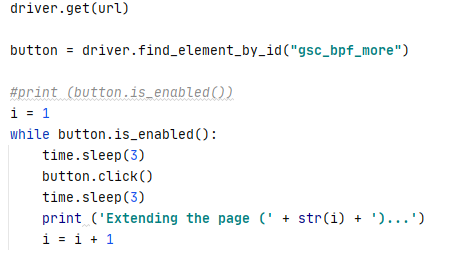 driver.get(url)
button = driver.find_element_by_id("gsc_bpf_more")
#print (button.is_enabled())
i = 1
while button.is_enabled():
    time.sleep(3)
    button.click()
    time.sleep(3)
    print ('Extending the page (' + str(i) + ')...')
    i = i + 1